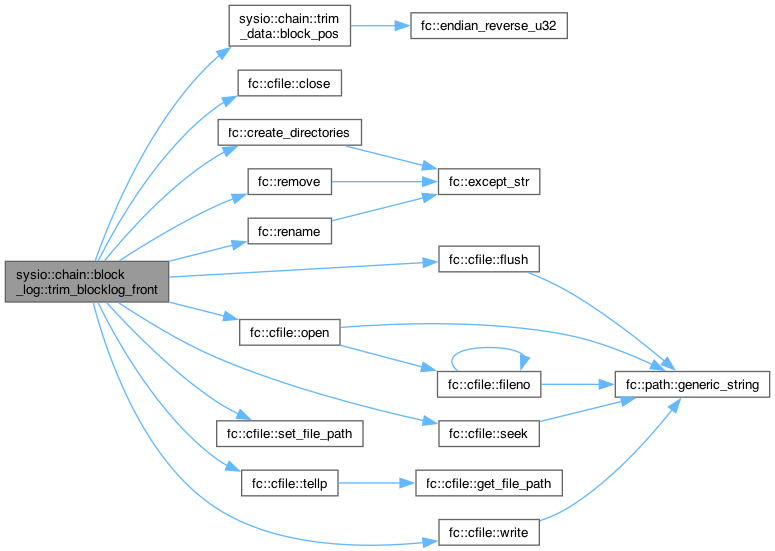 sysio::chain::trim
_data::block_pos
fc::endian_reverse_u32
fc::cfile::close
fc::create_directories
fc::remove
fc::except_str
fc::rename
sysio::chain::block
_log::trim_blocklog_front
fc::cfile::flush
fc::cfile::open
fc::cfile::fileno
fc::path::generic_string
fc::cfile::set_file_path
fc::cfile::seek
fc::cfile::tellp
fc::cfile::get_file_path
fc::cfile::write